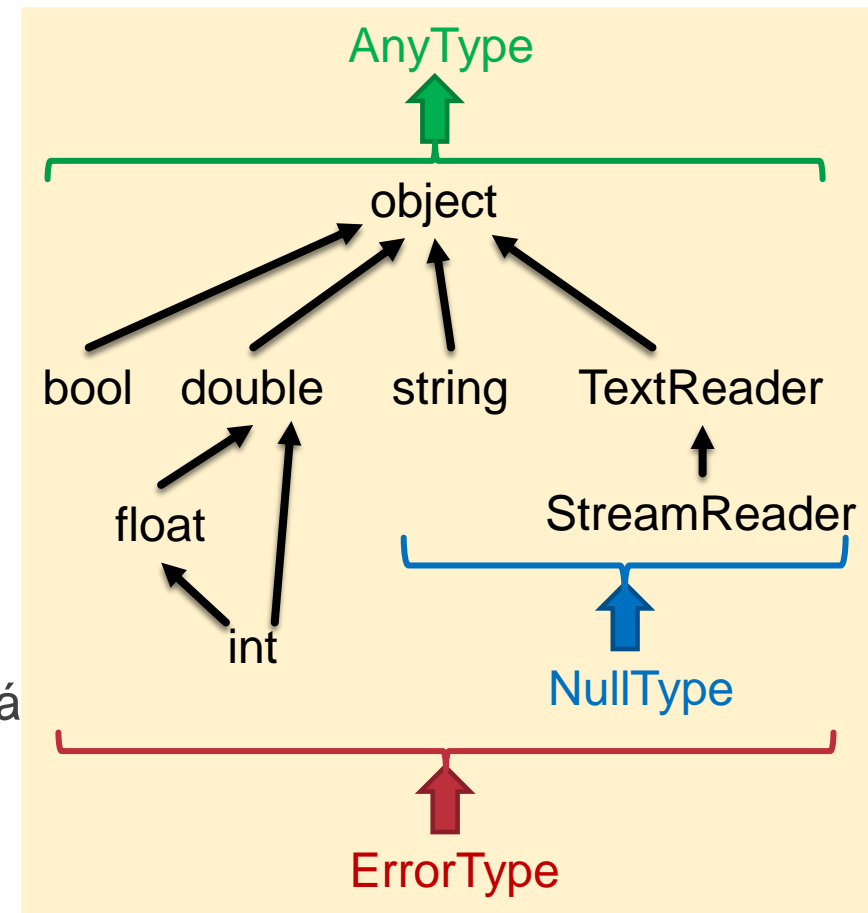 AnyType
object
bool double string TextReader
float StreamReader
int
NullType
á
ErrorType